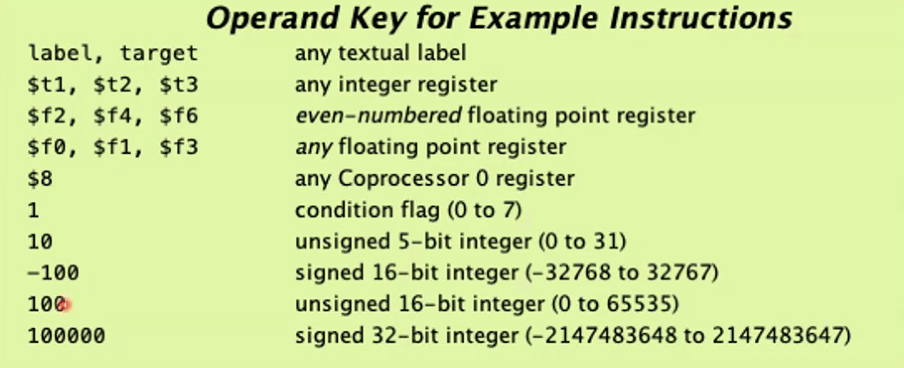 Operand Key for Example Instructions
label, target any textual label
$t1, $t2, $t3 any integer register
$f2, $f4, $f6 even-numbered floating point register
$f0, $f1, $f3 any floating point register
$8 any Coprocessor 0 register
1 condition flag (0 to 7)
10 unsigned 5-bit integer (0 to 31)
-100 signed 16-bit integer (-32768 to 32767)
100 unsigned 16-bit integer (0 to 65535)
100000 signed 32-bit integer (-2147483648 to 2147483647)